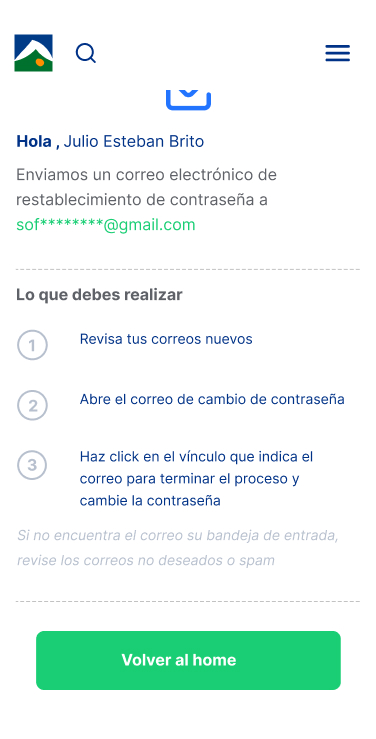 Hola , Julio Esteban Brito
Enviamos un correo electrónico de
restablecimiento de contraseña a
sof********@gmail.com
Lo que debes realizar
1
Revisa tus correos nuevos
2
Abre el correo de cambio de contraseña
3
Haz click en el vínculo que indica el
correo para terminar el proceso y
cambie la contraseña
Si no encuentra el correo su bandeja de entrada,
revise los correos no deseados o spam
Volver al home